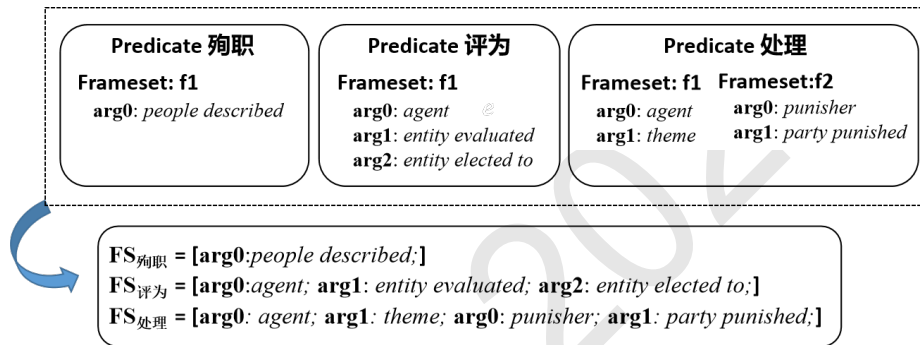 Predicate 殉职
Frameset: f1
arg0: people described
Predicate 评为
Frameset: f1
arg0: agent
arg1: entity evaluated
arg2: entity elected to
Predicate 处理
Frameset: f1
arg0: agent
arg1: theme
Frameset:f2
arg0: punisher
arg1: party punished
FS殉职 = [arg0:people described;]
FS评为 = [arg0:agent; arg1: entity evaluated; arg2: entity elected to;]
FS处理 = [arg0: agent; arg1: theme; arg0: punisher; arg1: party punished;]